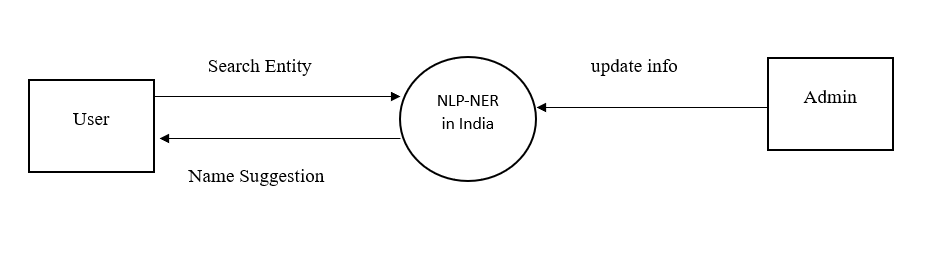 Search Entity
update info
User
NLP-NER
in India
Admin
Name Suggestion